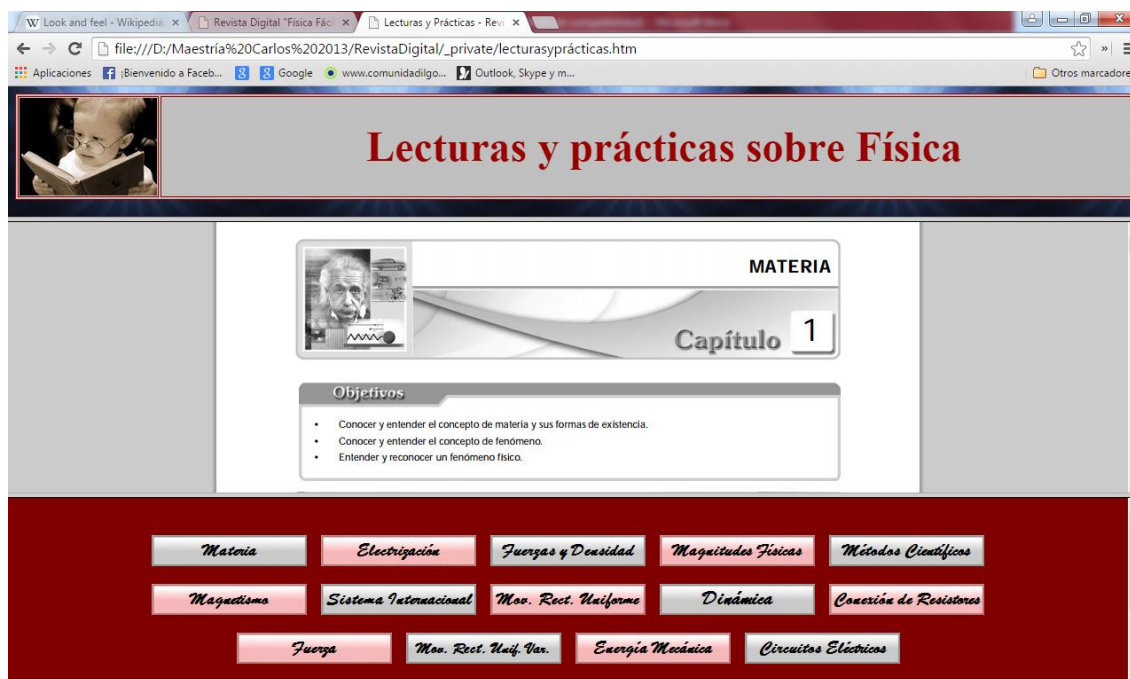 W Look and feel - Wikipedia Revista Digital "Física Fácil Lecturas y Prácticas - Revi
file:///D:/Maestría%20Carlos%202013/RevistaDigital/_private/lecturasyprácticas.htm
Aplicaciones ¡Bienvenido a Faceb... Google www.comunidadilgo... Outlook, Skype y m... Otros marcadore
Lecturas y prácticas sobre Física
MATERIA
Capítulo 1
Objetivos
• Conocer y entender el concepto de materia y sus formas de existencia.
• Conocer y entender el concepto de fenómeno.
• Entender y reconocer un fenómeno físico.
Materia Electrización Fuerzas y Densidad Magnitudes Físicas Métodos Científicos
Magnetismo Sistema Internacional Mov. Rect. Uniforme Dinámica Conexión de Resistores
Fuerza Mov. Rect. Unif. Var. Energía Mecánica Circuitos Eléctricos